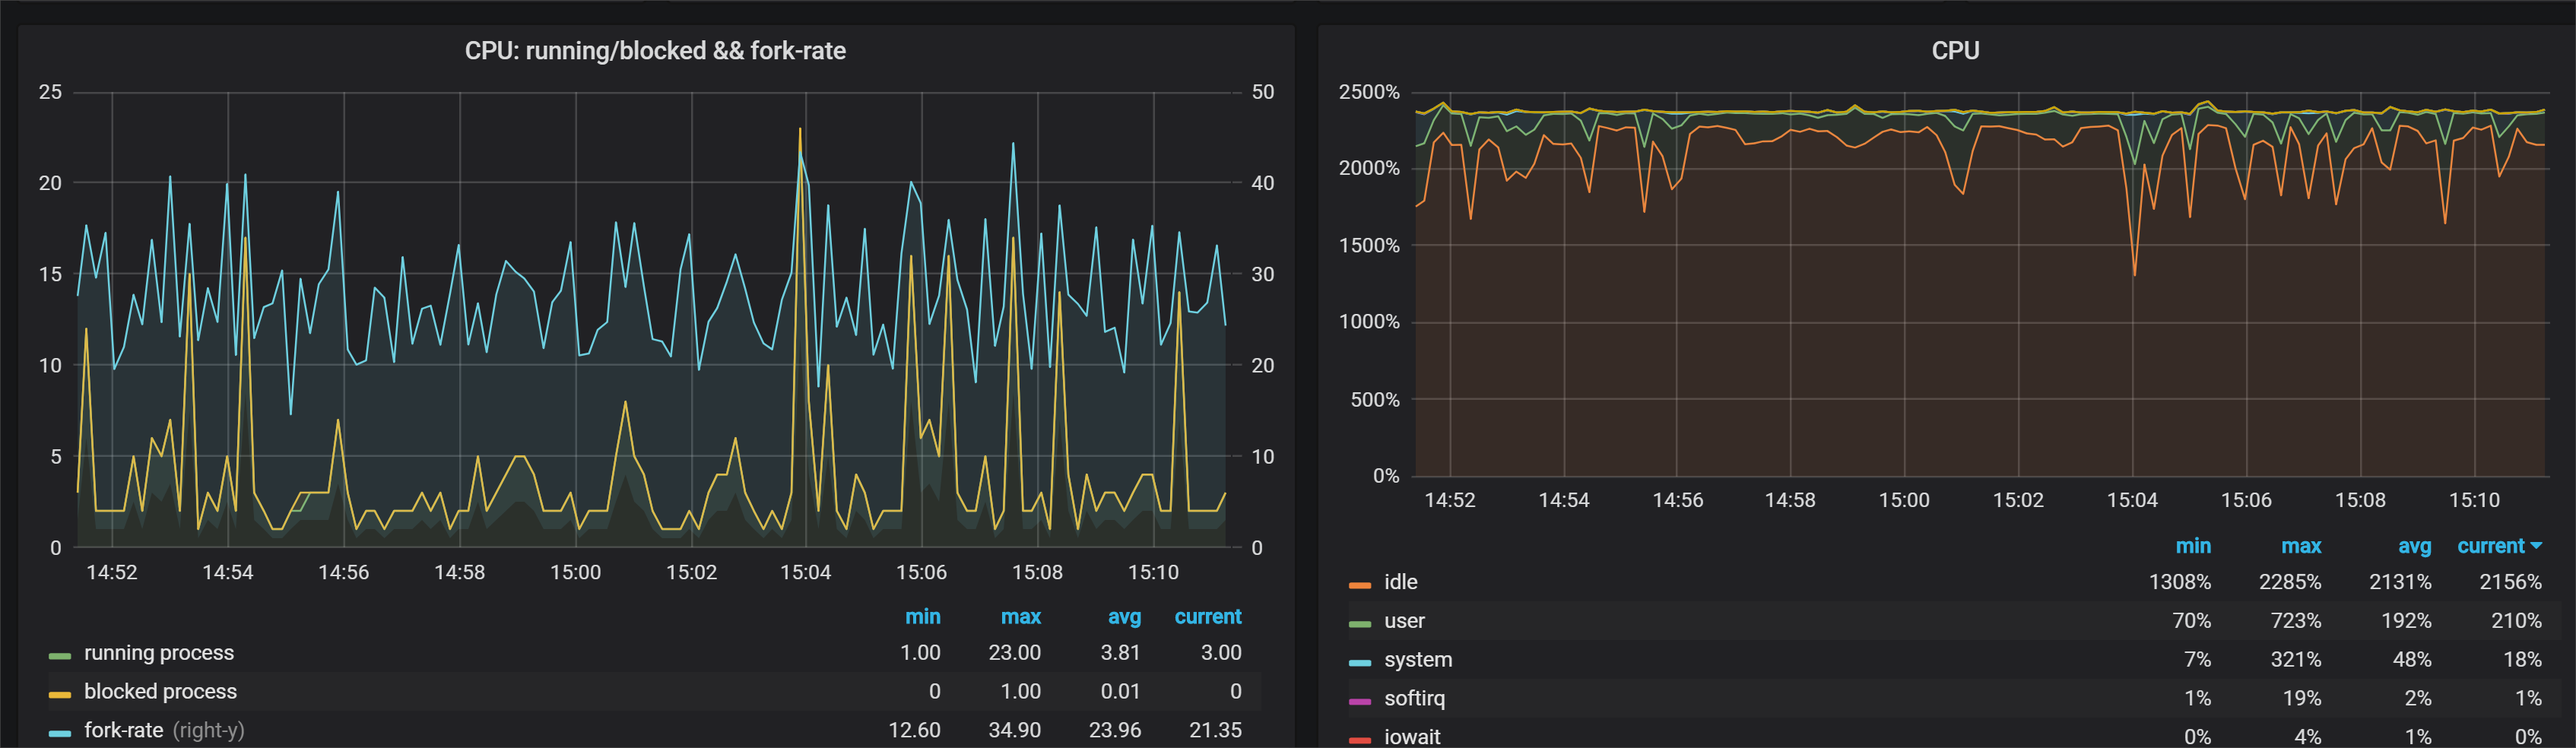 CPU: running/blocked && fork-rate
25
20
15
10
5
0
50
40
30
20
10
0
14:52 14:54 14:56 14:58 15:00 15:02 15:04 15:06 15:08 15:10
min max avg current
running process 1.00 23.00 3.81 3.00
blocked process 0 1.00 0.01 0
fork-rate (right-y) 12.60 34.90 23.96 21.35
CPU
2500%
2000%
1500%
1000%
500%
0%
14:52 14:54 14:56 14:58 15:00 15:02 15:04 15:06 15:08 15:10
min max avg current
idle 1308% 2285% 2131% 2156%
user 70% 723% 192% 210%
system 7% 321% 48% 18%
softirq 1% 19% 2% 1%
iowait 0% 4% 1% 0%